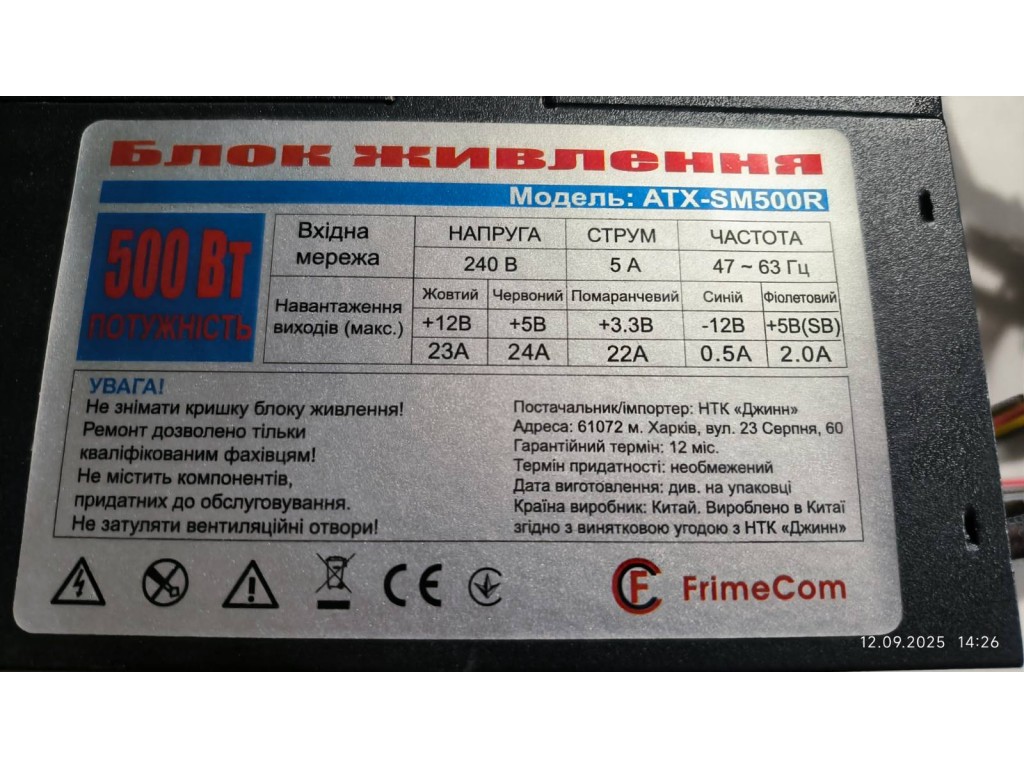 Блок живлення
Модель: ATX-SM500R
500 Вт
ПОТУЖНІСТЬ
Вхідна мережа
НАПРУГА СТРУМ ЧАСТОТА
240 В 5 А 47 ~ 63 Гц
Навантаження виходів (макс.)
Жовтий Червоний Помаранчевий Синій Фіолетовий
+12В +5В +3.3В -12В +5В(SB)
23А 24А 22А 0.5А 2.0А
УВАГА!
Не знімати кришку блоку живлення!
Ремонт дозволено тільки
кваліфікованим фахівцям!
Не містить компонентів,
придатних до обслуговування.
Не затуляти вентиляційні отвори!
Постачальник/імпортер: НТК «Джинн»
Адреса: 61072 м. Харків, вул. 23 Серпня, 60
Гарантійний термін: 12 міс.
Термін придатності: необмежений
Дата виготовлення: див. на упаковці
Країна виробник: Китай. Вироблено в Китаї
згідно з винятковою угодою з НТК «Джинн»
CE
FrimeCom
12.09.2025 14:26